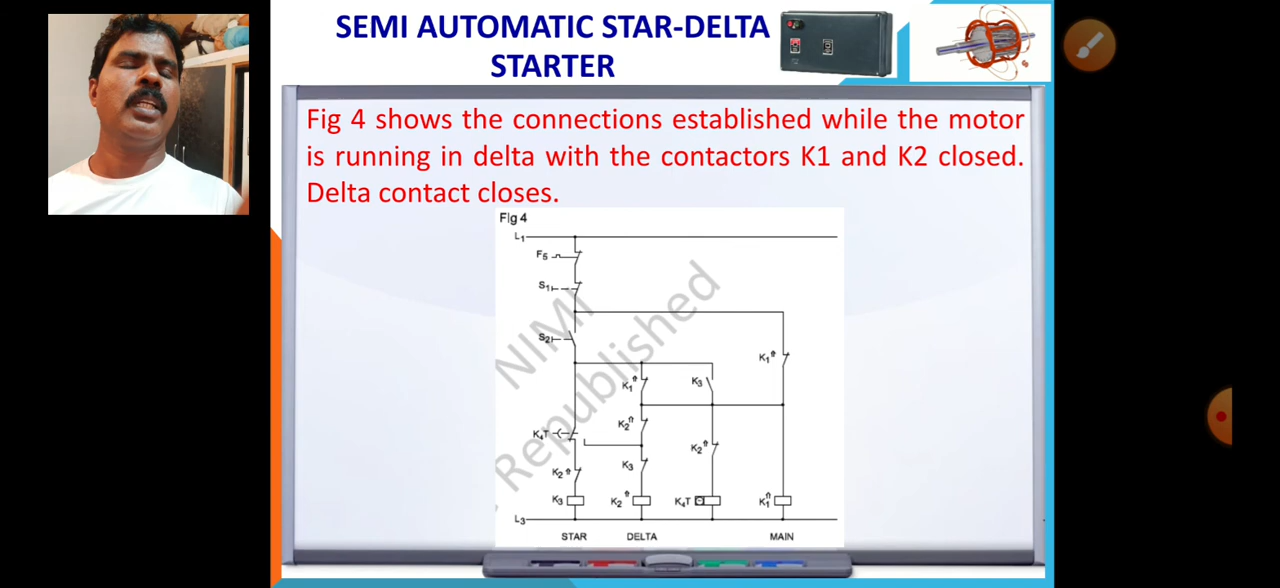 SEMI AUTOMATIC STAR-DELTA
STARTER
Fig 4 shows the connections established while the motor
is running in delta with the contactors K1 and K2 closed.
Delta contact closes.
Fig 4
L1
F5
S1
S2
K1
K1
K3
K2
K4T
K2
K3
K2
K3
K2
K4T
K1
L3
STAR DELTA MAIN
NIMI
Republished